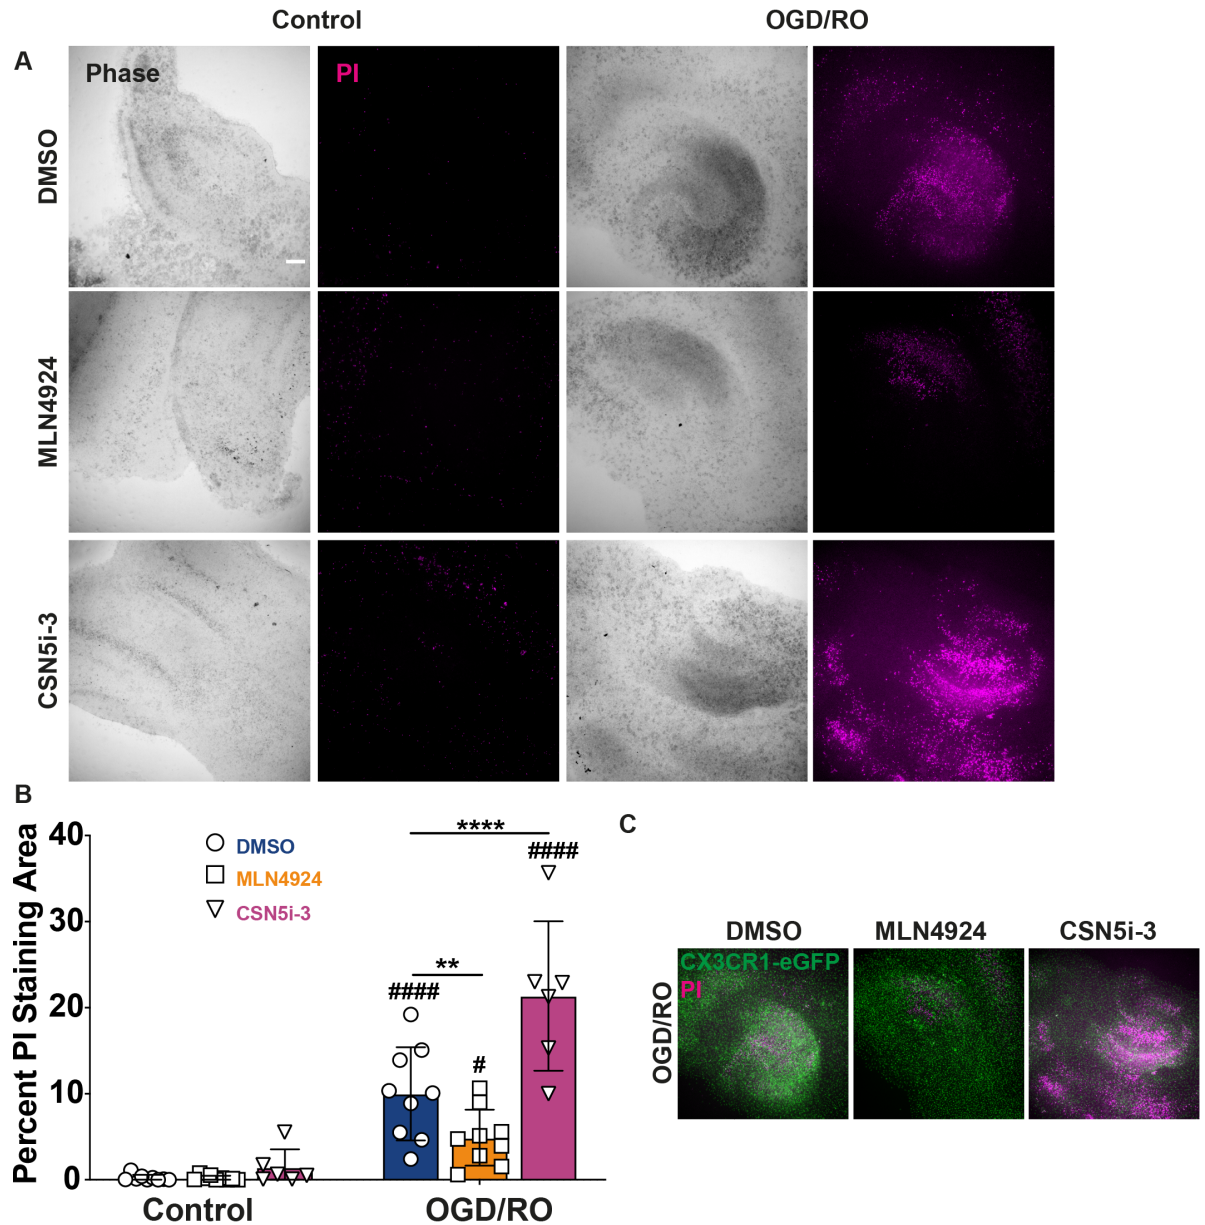 Control OGD/RO
A
Phase PI
DMSO
MLN4924
CSN5i-3
B
Percent PI Staining Area
40
30
20
10
0
DMSO
MLN4924
CSN5i-3
****
####
**
####
#
Control OGD/RO
C
DMSO MLN4924 CSN5i-3
CX3CR1-eGFP
PI
OGD/RO